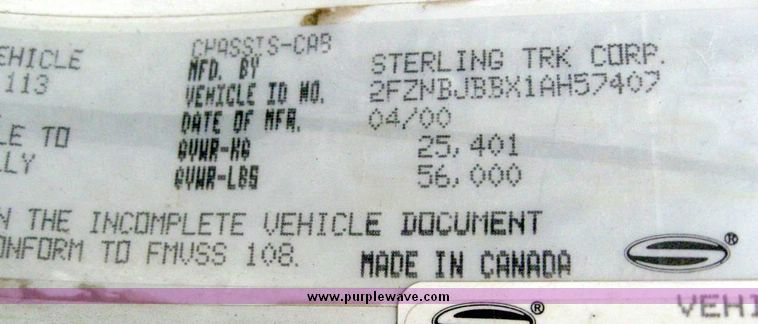 CHASSIS-CAB
VEHICLE MFD. BY STERLING TRK CORP.
113 VEHICLE ID NO. 2FZNBJBBX1AH57407
DATE OF MFR. 04/00
LE TO GVWR-KG 25,401
LLY GVWR-LBS 56,000
N THE INCOMPLETE VEHICLE DOCUMENT
ONFORM TO FMVSS 108. MADE IN CANADA
®
www.purplewave.com
® VEHI